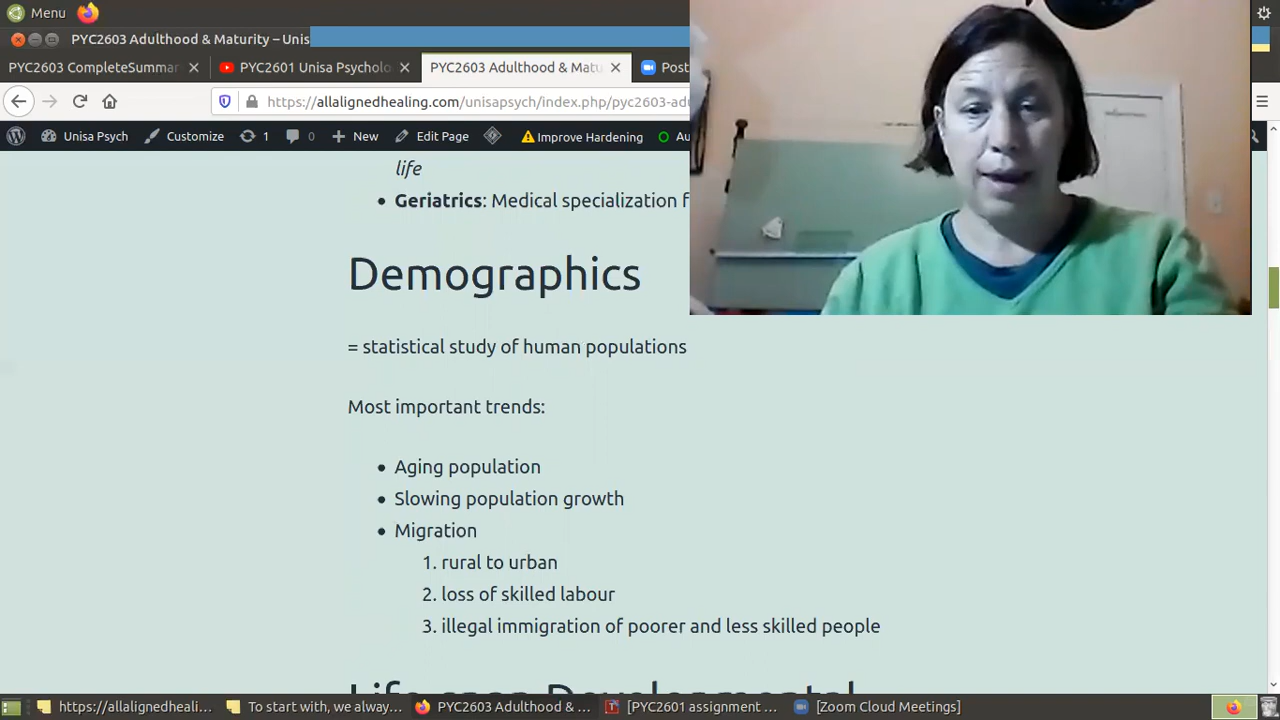 Menu
PYC2603 Adulthood & Maturity – Unis
PYC2603 CompleteSummar
PYC2601 Unisa Psycholo
PYC2603 Adulthood & Matu
Post
https://allalignedhealing.com/unisapsych/index.php/pyc2603-adu
Unisa Psych
Customize
1
0
New
Edit Page
Improve Hardening
Au
life
Geriatrics: Medical specialization f
Demographics
= statistical study of human populations
Most important trends:
Aging population
Slowing population growth
Migration
1. rural to urban
2. loss of skilled labour
3. illegal immigration of poorer and less skilled people
https://allalignedheali...
To start with, we alway...
PYC2603 Adulthood & ...
[PYC2601 assignment ...
[Zoom Cloud Meetings]